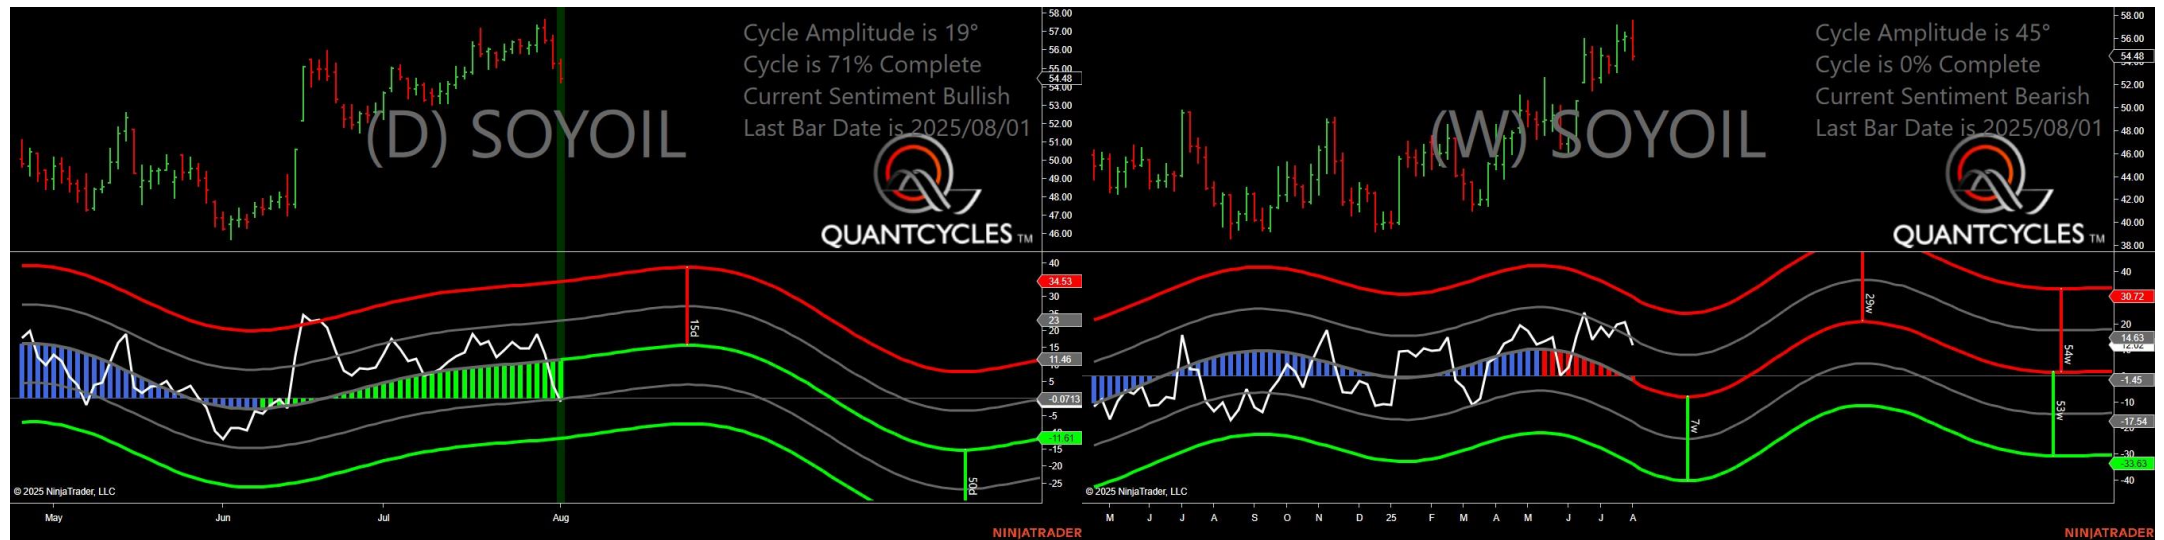 Cycle Amplitude is 19°
Cycle is 71% Complete
Current Sentiment Bullish
Last Bar Date is 2025/08/01
(D) SOYOIL
QUANTCYCLES TM
58.00
57.00
56.00
55.00
54.48
53.00
52.00
51.00
50.00
49.00
48.00
47.00
46.00
40
34.53
30
23
20
15
11.46
5
-0.0713
-5
-11.61
-15
-20
-25
15d
50d
© 2025 NinjaTrader, LLC
May
Jun
Jul
Aug
NINJATRADER
Cycle Amplitude is 45°
Cycle is 0% Complete
Current Sentiment Bearish
Last Bar Date is 2025/08/01
(W) SOYOIL
QUANTCYCLES TM
58.00
56.00
54.48
52.00
50.00
48.00
46.00
44.00
42.00
40.00
38.00
40
30.72
20
14.63
-1.45
-10
-17.54
-30
-33.63
-40
29w
54w
7w
53w
© 2025 NinjaTrader, LLC
M J J A S O N D 25 F M A M J J A
NINJATRADER